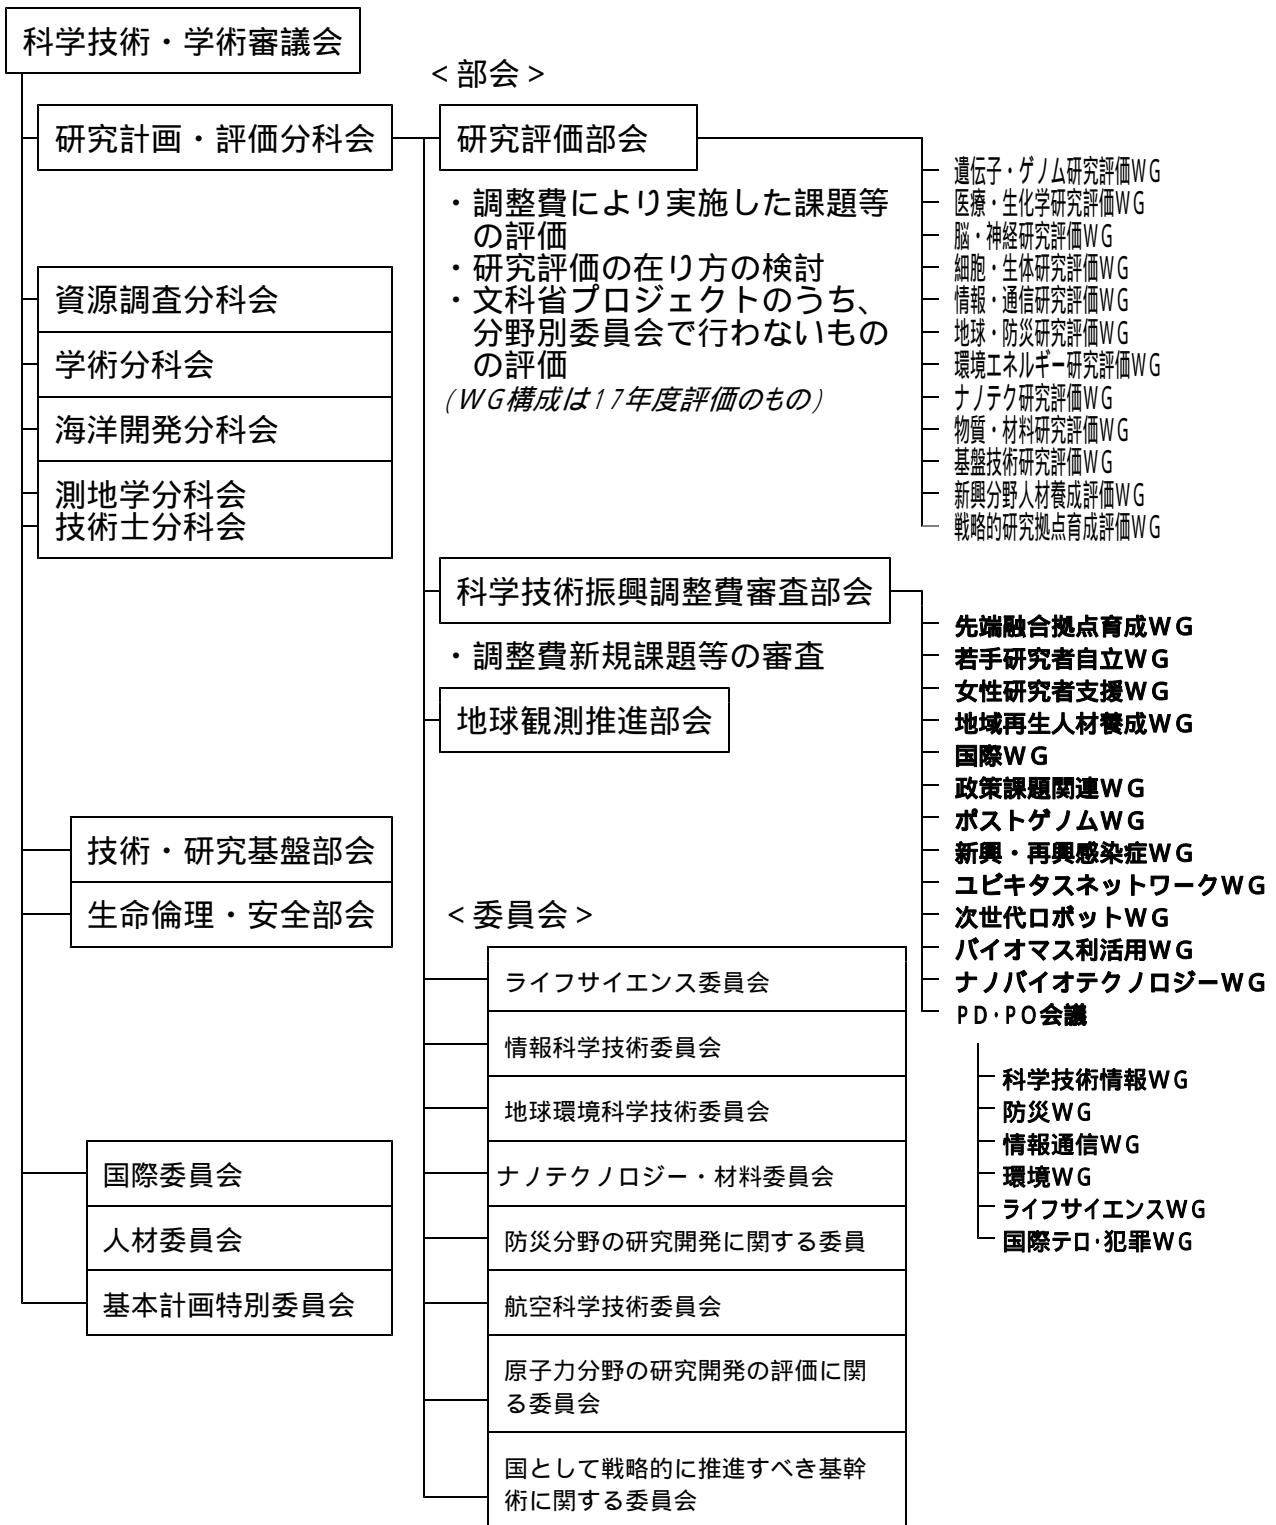 科学技術・学術審議会
研究計画・評価分科会
資源調査分科会
学術分科会
海洋開発分科会
測地学分科会
技術士分科会
技術・研究基盤部会
生命倫理・安全部会
国際委員会
人材委員会
基本計画特別委員会
<部会>
研究評価部会
・調整費により実施した課題等
の評価
・研究評価の在り方の検討
・文科省プロジェクトのうち、
分野別委員会で行わないもの
の評価
(WG構成は17年度評価のもの)
科学技術振興調整費審査部会
・調整費新規課題等の審査
地球観測推進部会
<委員会>
ライフサイエンス委員会
情報科学技術委員会
地球環境科学技術委員会
ナノテクノロジー・材料委員会
防災分野の研究開発に関する委員
航空科学技術委員会
原子力分野の研究開発の評価に関
る委員会
国として戦略的に推進すべき基幹
術に関する委員会
遺伝子・ゲノム研究評価WG
医療・生化学研究評価WG
脳・神経研究評価WG
細胞・生体研究評価WG
情報・通信研究評価WG
地球・防災研究評価WG
環境エネルギー研究評価WG
ナノテク研究評価WG
物質・材料研究評価WG
基盤技術研究評価WG
新興分野人材養成評価WG
戦略的研究拠点育成評価WG
先端融合拠点育成WG
若手研究者自立WG
女性研究者支援WG
地域再生人材養成WG
国際WG
政策課題関連WG
ポストゲノムWG
新興・再興感染症WG
ユビキタスネットワークWG
次世代ロボットWG
バイオマス利活用WG
ナノバイオテクノロジーWG
PD・PO会議
科学技術情報WG
防災WG
情報通信WG
環境WG
ライフサイエンスWG
国際テロ・犯罪WG